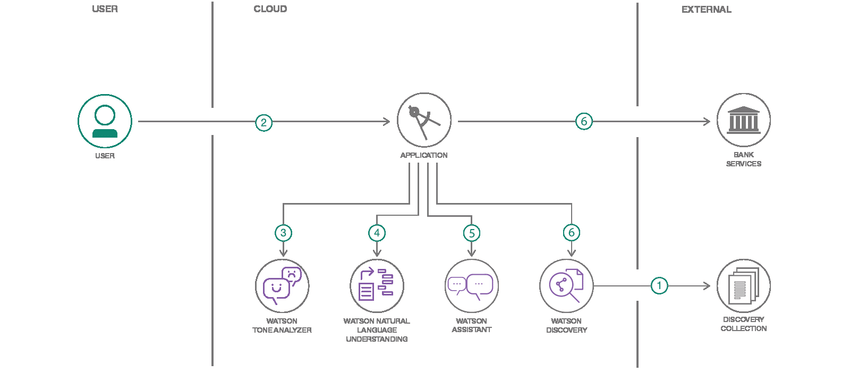 USER
CLOUD
EXTERNAL
2
6
USER
APPLICATION
BANK
SERVICES
3
4
5
6
1
WATSON
TONE ANALYZER
WATSON NATURAL
LANGUAGE
UNDERSTANDING
WATSON
ASSISTANT
WATSON
DISCOVERY
DISCOVERY
COLLECTION